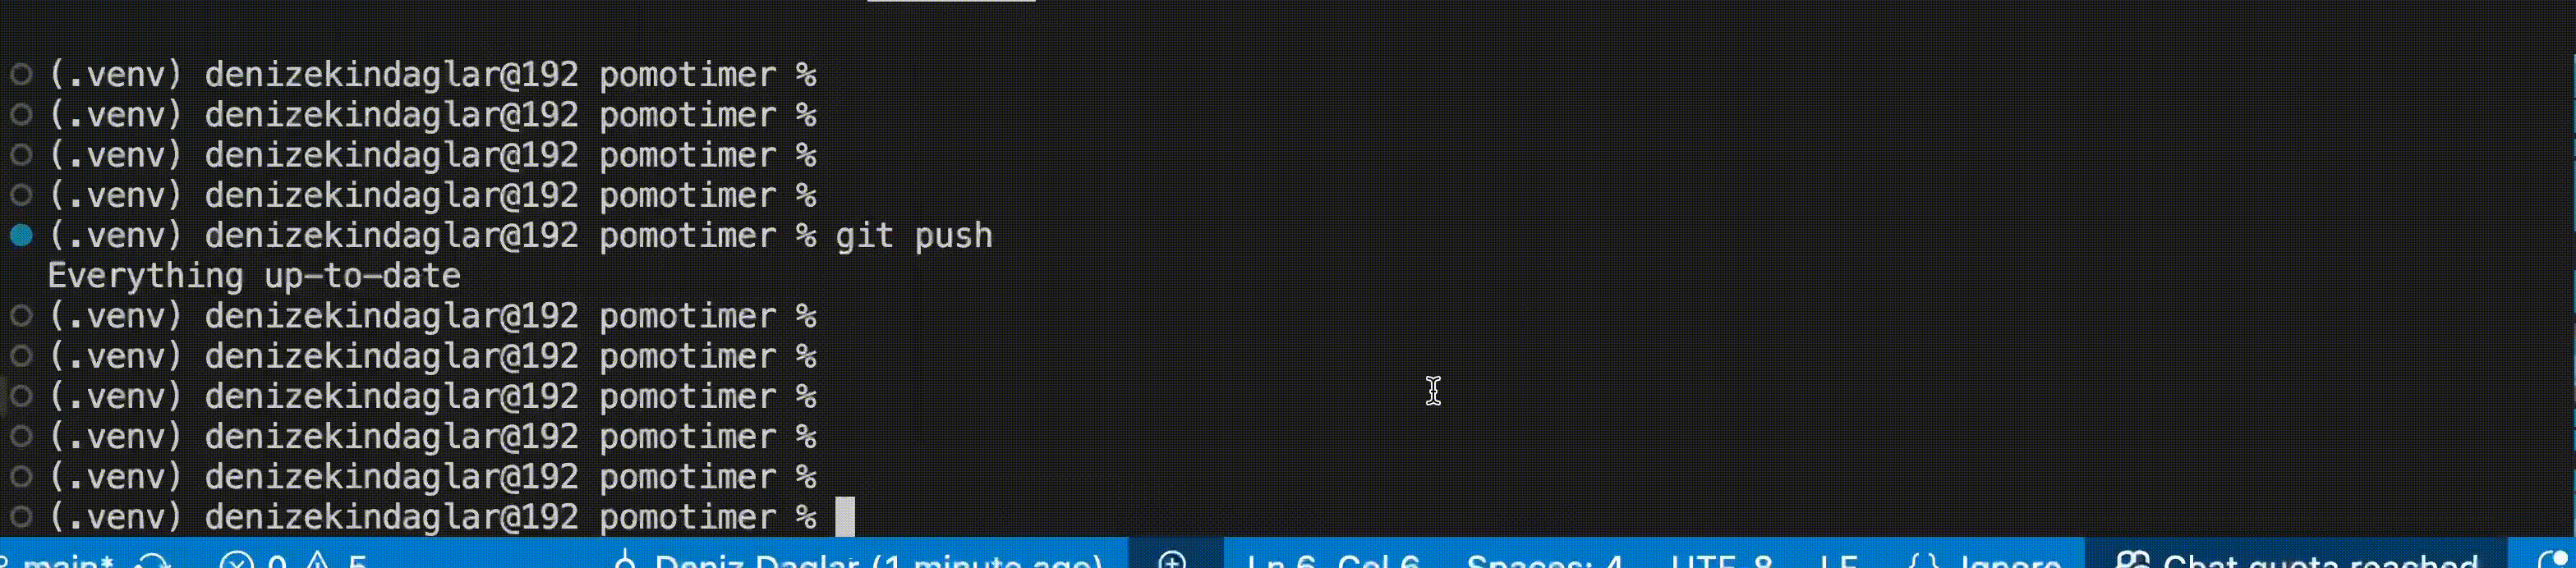 (.venv) denizekindaglar@192 pomotimer %
(.venv) denizekindaglar@192 pomotimer %
(.venv) denizekindaglar@192 pomotimer %
(.venv) denizekindaglar@192 pomotimer %
(.venv) denizekindaglar@192 pomotimer % git push
Everything up-to-date
(.venv) denizekindaglar@192 pomotimer %
(.venv) denizekindaglar@192 pomotimer %
(.venv) denizekindaglar@192 pomotimer %
(.venv) denizekindaglar@192 pomotimer %
(.venv) denizekindaglar@192 pomotimer %
(.venv) denizekindaglar@192 pomotimer %
main* 0 5 Deniz Daglar (1 minute ago) Ln 6, Col 6 Spaces: 4 UTF-8 LF {} Ignore Chat quota reached